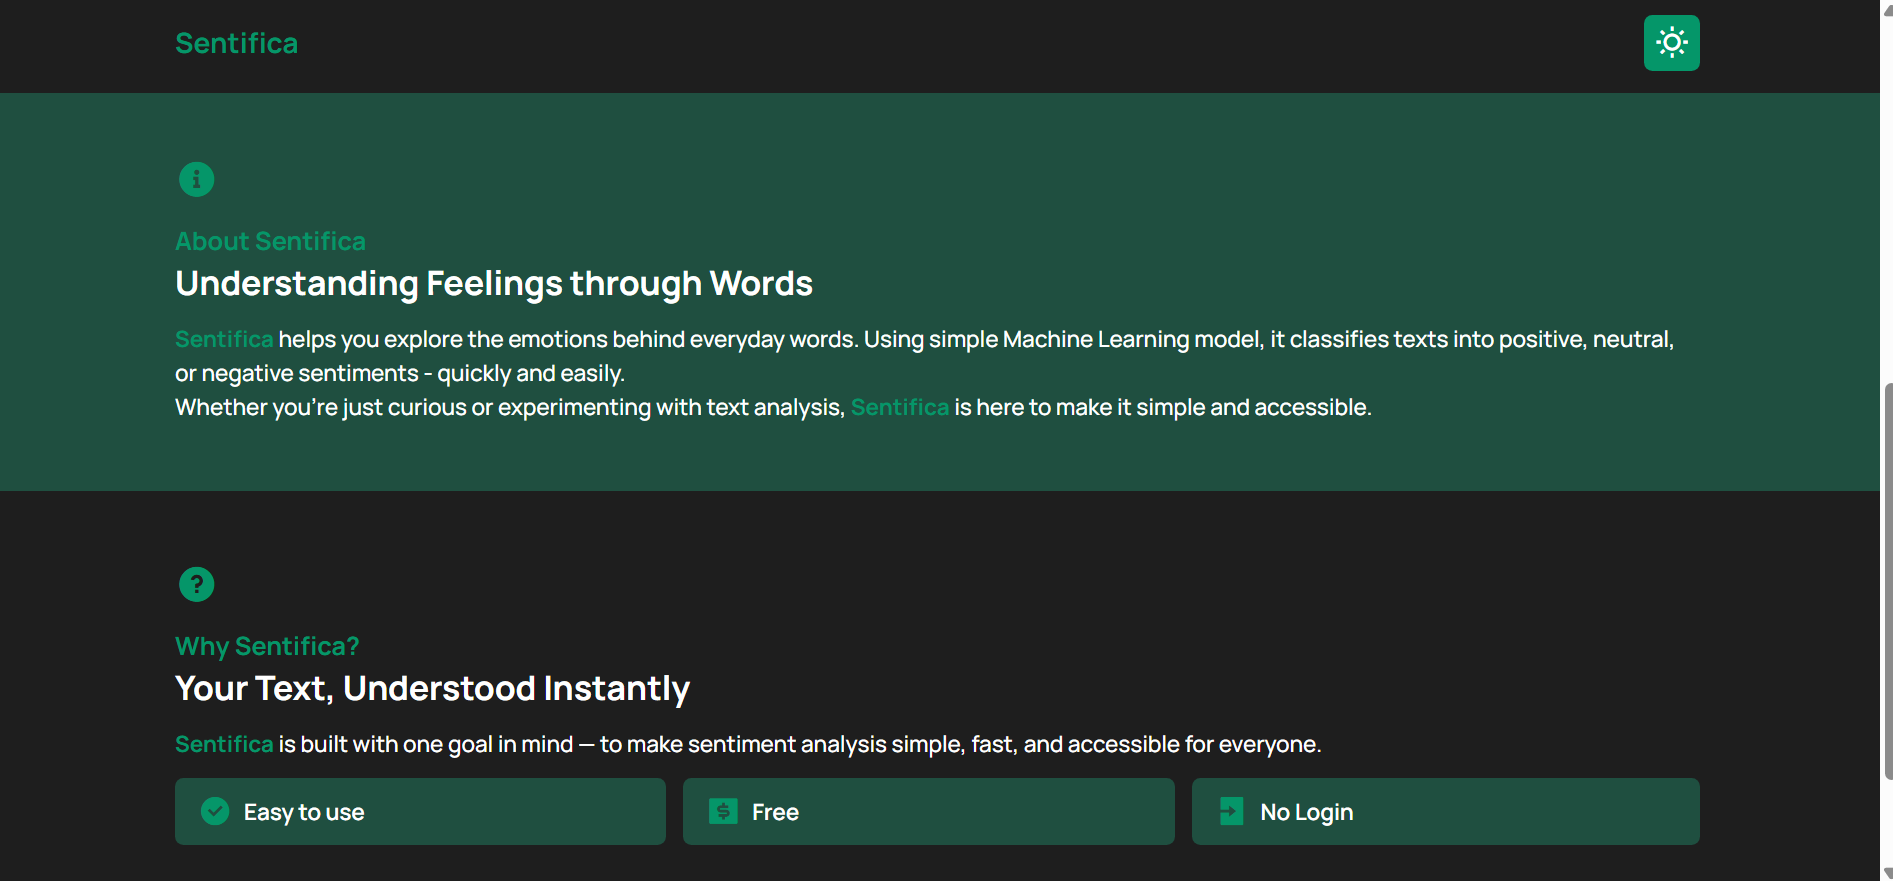 Sentifica
About Sentifica
Understanding Feelings through Words
Sentifica helps you explore the emotions behind everyday words. Using simple Machine Learning model, it classifies texts into positive, neutral,
or negative sentiments - quickly and easily.
Whether you're just curious or experimenting with text analysis, Sentifica is here to make it simple and accessible.
Why Sentifica?
Your Text, Understood Instantly
Sentifica is built with one goal in mind — to make sentiment analysis simple, fast, and accessible for everyone.
Easy to use
Free
No Login